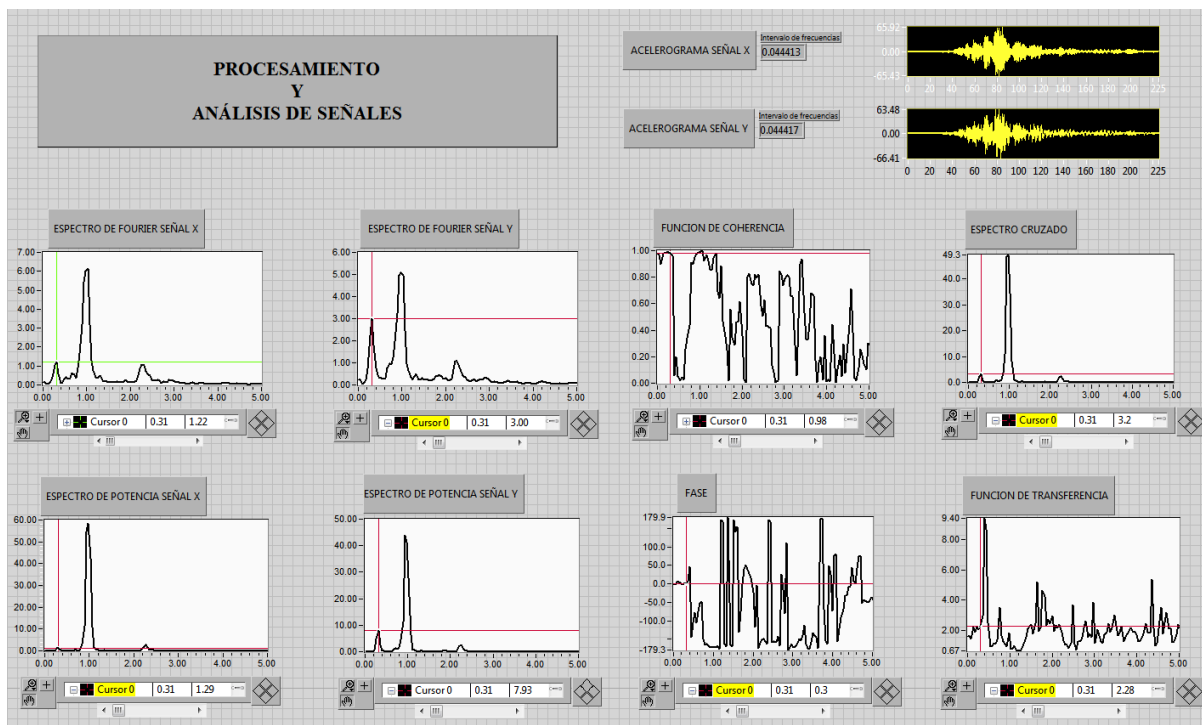 PROCESAMIENTO
Y
ANÁLISIS DE SEÑALES
ACELEROGRAMA SEÑAL X
Intervalo de frecuencias
0.044413
65.92
0.00
-65.43
0 20 40 60 80 100 120 140 160 180 200 225
ACELEROGRAMA SEÑAL Y
Intervalo de frecuencias
0.044417
63.48
0.00
-66.41
0 20 40 60 80 100 120 140 160 180 200 225
ESPECTRO DE FOURIER SEÑAL X
7.00
6.00
5.00
4.00
3.00
2.00
1.00
0.00
0.00 1.00 2.00 3.00 4.00 5.00
Cursor 0 0.31 1.22
ESPECTRO DE FOURIER SEÑAL Y
6.00
5.00
4.00
3.00
2.00
1.00
0.00
0.00 1.00 2.00 3.00 4.00 5.00
Cursor 0 0.31 3.00
FUNCION DE COHERENCIA
1.00
0.80
0.60
0.40
0.20
0.00
0.00 1.00 2.00 3.00 4.00 5.00
Cursor 0 0.31 0.98
ESPECTRO CRUZADO
49.3
40.0
30.0
20.0
10.0
0.0
0.00 1.00 2.00 3.00 4.00 5.00
Cursor 0 0.31 3.2
ESPECTRO DE POTENCIA SEÑAL X
60.00
50.00
40.00
30.00
20.00
10.00
0.00
0.00 1.00 2.00 3.00 4.00 5.00
Cursor 0 0.31 1.29
ESPECTRO DE POTENCIA SEÑAL Y
50.00
40.00
30.00
20.00
10.00
0.00
0.00 1.00 2.00 3.00 4.00 5.00
Cursor 0 0.31 7.93
FASE
179.9
100.0
50.0
0.0
-50.0
-100.0
-179.3
0.00 1.00 2.00 3.00 4.00 5.00
Cursor 0 0.31 0.3
FUNCION DE TRANSFERENCIA
9.40
8.00
6.00
4.00
2.00
0.67
0.00 1.00 2.00 3.00 4.00 5.00
Cursor 0 0.31 2.28